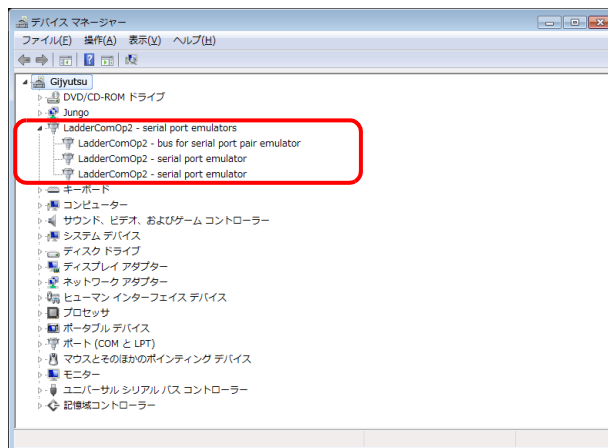 デバイス マネージャー
ファイル(F) 操作(A) 表示(V) ヘルプ(H)
Gijyutsu
DVD/CD-ROM ドライブ
Jungo
LadderComOp2 - serial port emulators
LadderComOp2 - bus for serial port pair emulator
LadderComOp2 - serial port emulator
LadderComOp2 - serial port emulator
キーボード
コンピューター
サウンド、ビデオ、およびゲーム コントローラー
システム デバイス
ディスク ドライブ
ディスプレイ アダプター
ネットワーク アダプター
ヒューマン インターフェイス デバイス
プロセッサ
ポータブル デバイス
ポート (COM と LPT)
マウスとそのほかのポインティング デバイス
モニター
ユニバーサル シリアル バス コントローラー
記憶域コントローラー